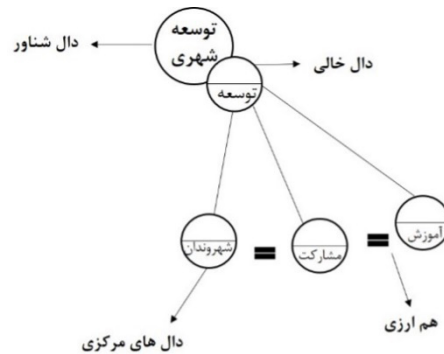 توسعه
شهری
دال شناور
دال خالی
توسعه
آموزش
=
مشارکت
=
شهروندان
هم ارزی
دال های مرکزی